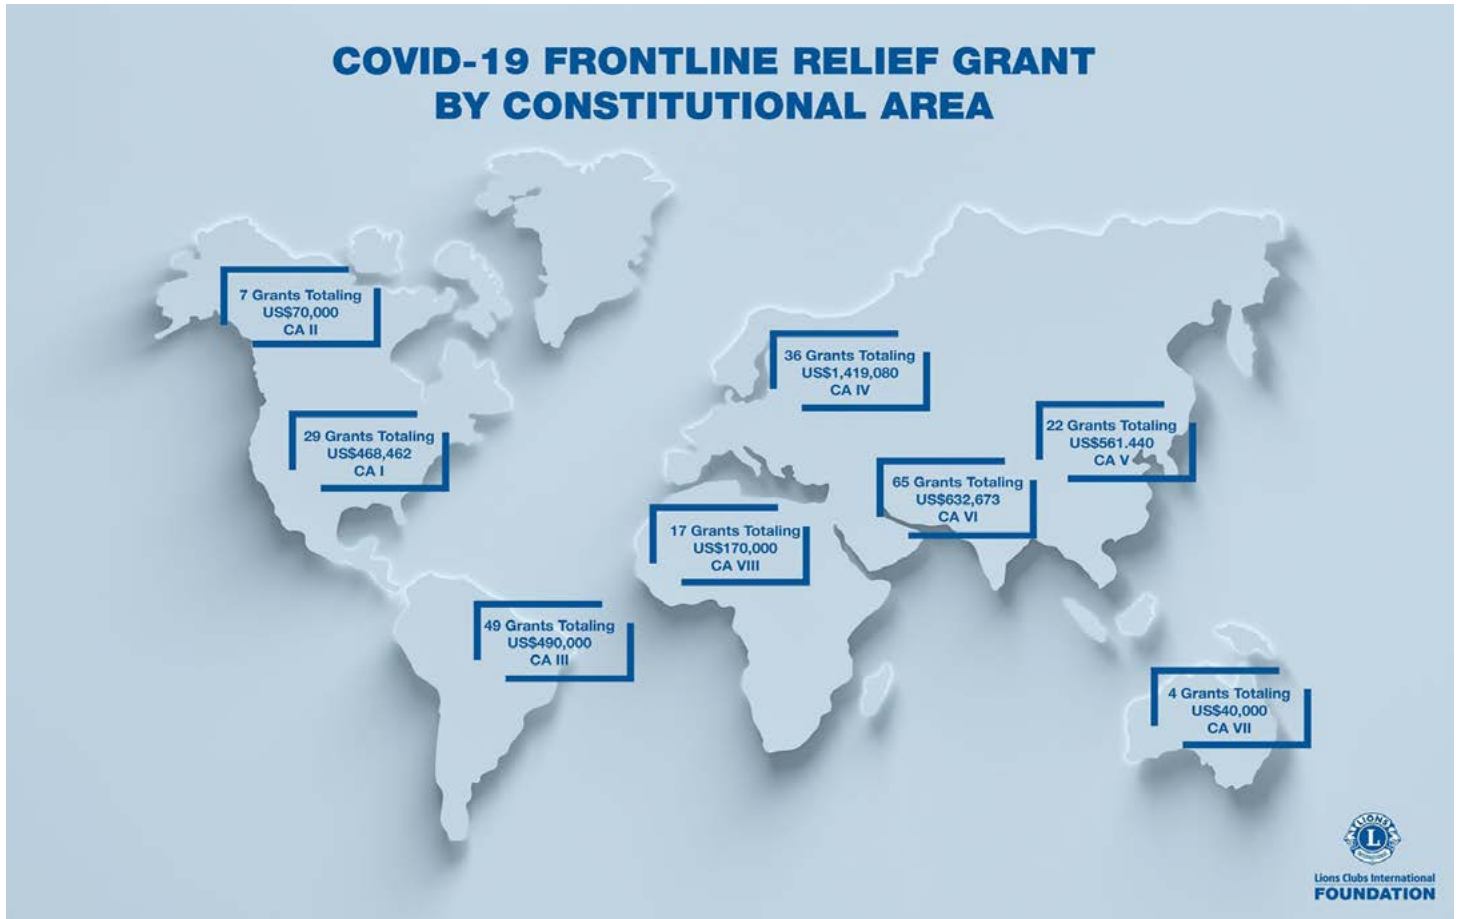 COVID-19 FRONTLINE RELIEF GRANT
BY CONSTITUTIONAL AREA
7 Grants Totaling
US$70,000
CA II
36 Grants Totaling
US$1,419,080
CA IV
29 Grants Totaling
US$468,462
CA I
22 Grants Totaling
US$561.440
CA V
65 Grants Totaling
US$632,673
CA VI
17 Grants Totaling
US$170,000
CA VIII
49 Grants Totaling
US$490,000
CA III
4 Grants Totaling
US$40,000
CA VII
LIONS
L
INTERNATIONAL
Lions Clubs International
FOUNDATION